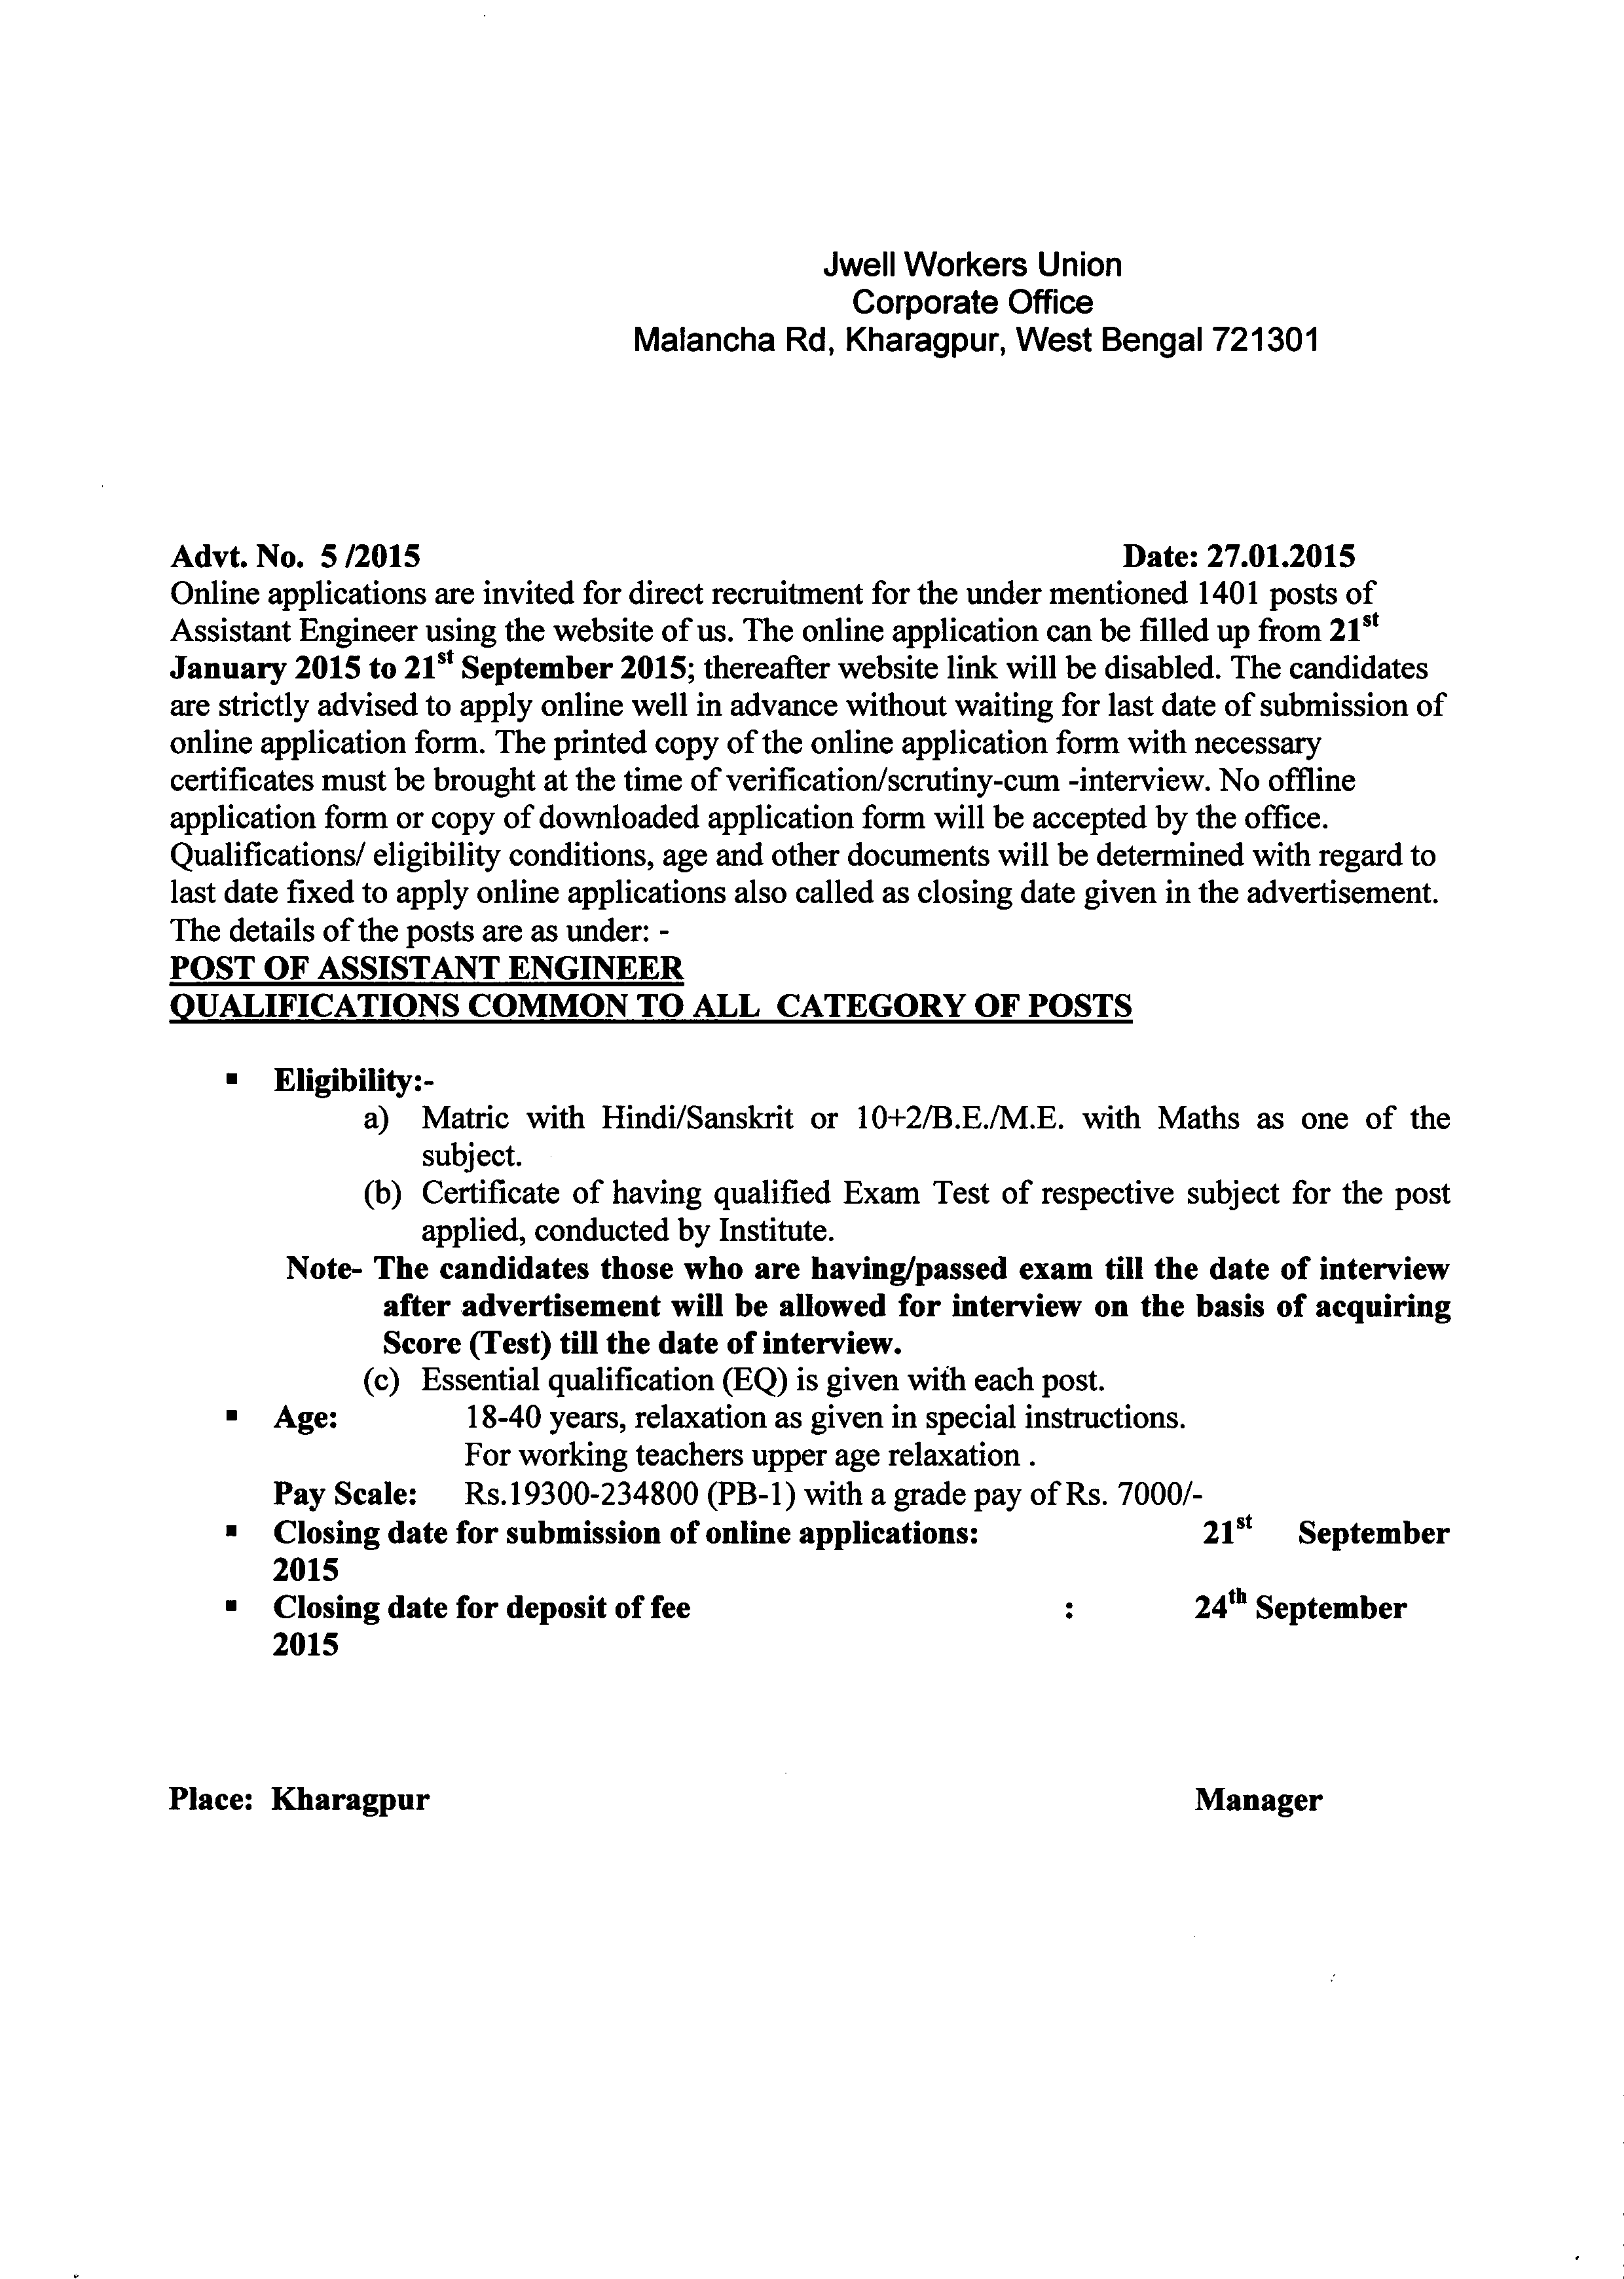 Jwell Workers Union
Corporate Office
Malancha Rd, Kharagpur, West Bengal 721301
Advt. No. 5 /2015 Date: 27.01.2015
Online applications are invited for direct recruitment for the under mentioned 1401 posts of
Assistant Engineer using the website of us. The online application can be filled up from 21st
January 2015 to 21st September 2015; thereafter website link will be disabled. The candidates
are strictly advised to apply online well in advance without waiting for last date of submission of
online application form. The printed copy of the online application form with necessary
certificates must be brought at the time of verification/scrutiny-cum -interview. No offline
application form or copy of downloaded application form will be accepted by the office.
Qualifications/ eligibility conditions, age and other documents will be determined with regard to
last date fixed to apply online applications also called as closing date given in the advertisement.
The details of the posts are as under: -
POST OF ASSISTANT ENGINEER
QUALIFICATIONS COMMON TO ALL CATEGORY OF POSTS
▪ Eligibility:-
a) Matric with Hindi/Sanskrit or 10+2/B.E./M.E. with Maths as one of the
subject.
(b) Certificate of having qualified Exam Test of respective subject for the post
applied, conducted by Institute.
Note- The candidates those who are having/passed exam till the date of interview
after advertisement will be allowed for interview on the basis of acquiring
Score (Test) till the date of interview.
(c) Essential qualification (EQ) is given with each post.
▪ Age: 18-40 years, relaxation as given in special instructions.
For working teachers upper age relaxation .
Pay Scale: Rs.19300-234800 (PB-1) with a grade pay of Rs. 7000/-
▪ Closing date for submission of online applications: 21st September
2015
▪ Closing date for deposit of fee : 24th September
2015
Place: Kharagpur Manager